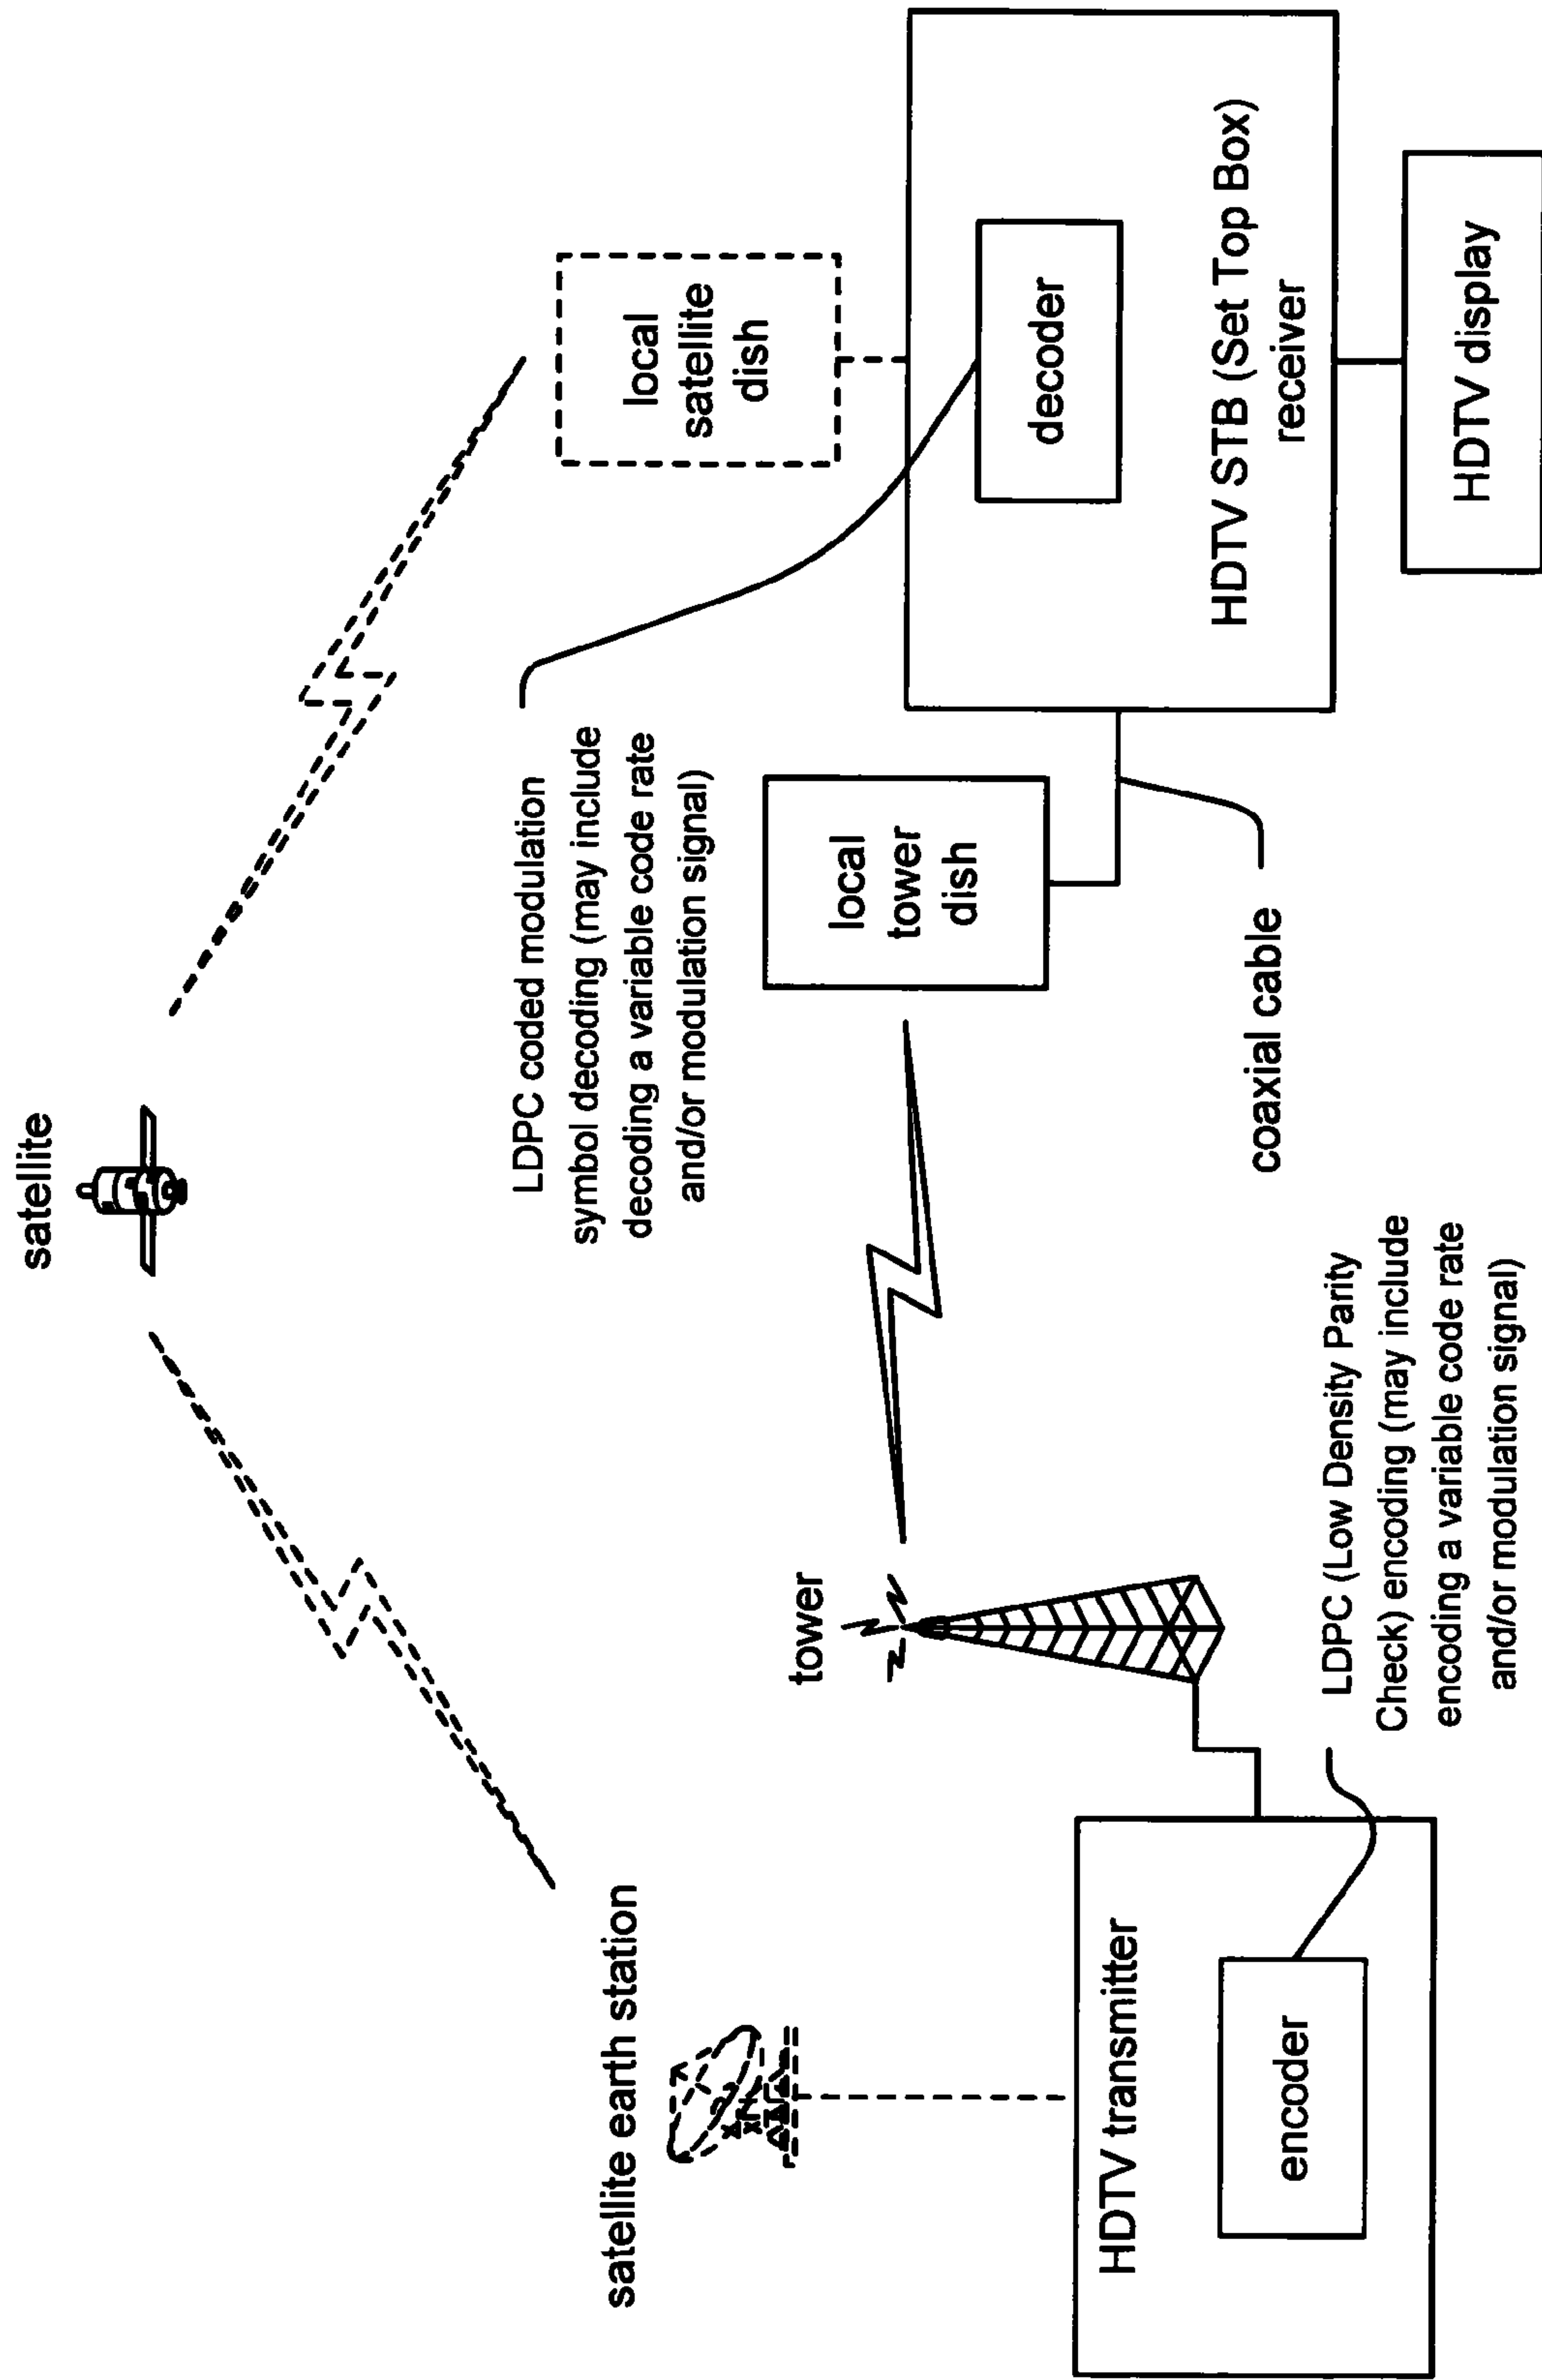 satellite
satellite earth station
LDPC coded modulation
symbol decoding (may include
decoding a variable code rate
and/or modulation signal)
local
satellite
dish
tower
local
tower
dish
decoder
HDTV STB (Set Top Box)
receiver
HDTV transmitter
encoder
coaxial cable
LDPC (Low Density Parity
Check) encoding (may include
encoding a variable code rate
and/or modulation signal)
HDTV display